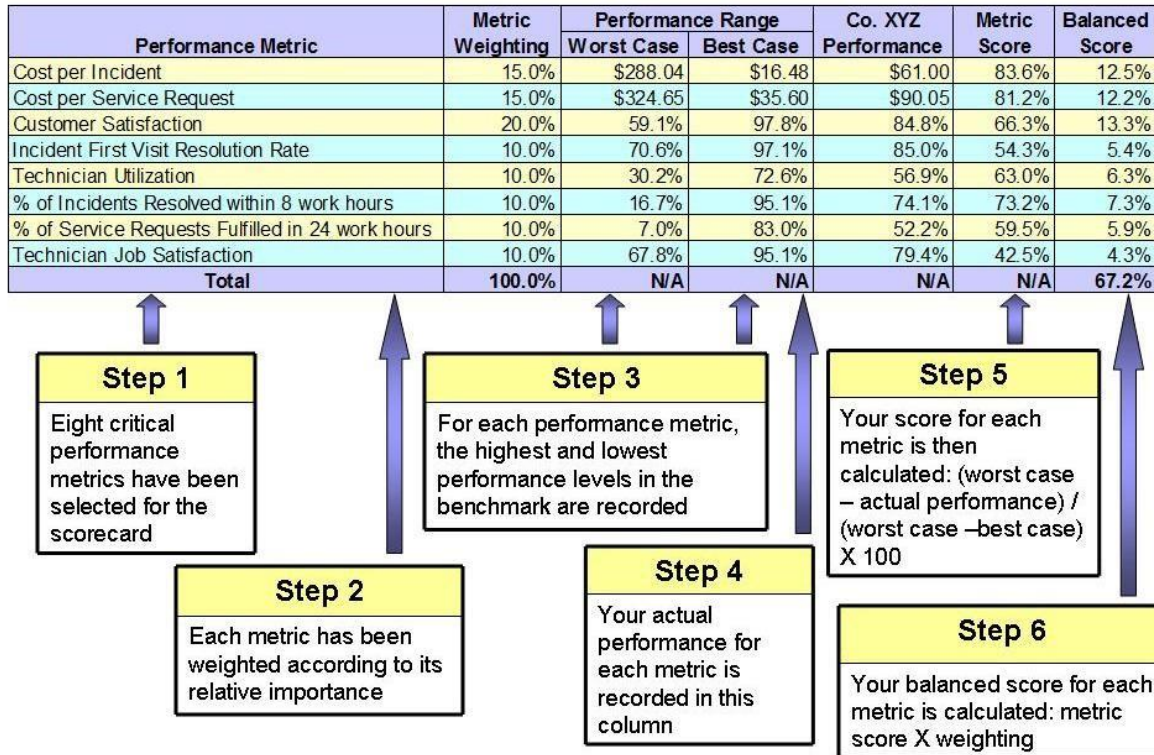 Performance Metric Metric Weighting Performance Range Worst Case Best Case Co. XYZ Performance Metric Score Balanced Score
Cost per Incident 15.0% $288.04 $16.48 $61.00 83.6% 12.5%
Cost per Service Request 15.0% $324.65 $35.60 $90.05 81.2% 12.2%
Customer Satisfaction 20.0% 59.1% 97.8% 84.8% 66.3% 13.3%
Incident First Visit Resolution Rate 10.0% 70.6% 97.1% 85.0% 54.3% 5.4%
Technician Utilization 10.0% 30.2% 72.6% 56.9% 63.0% 6.3%
% of Incidents Resolved within 8 work hours 10.0% 16.7% 95.1% 74.1% 73.2% 7.3%
% of Service Requests Fulfilled in 24 work hours 10.0% 7.0% 83.0% 52.2% 59.5% 5.9%
Technician Job Satisfaction 10.0% 67.8% 95.1% 79.4% 42.5% 4.3%
Total 100.0% N/A N/A N/A N/A 67.2%
Step 1
Eight critical
performance
metrics have been
selected for the
scorecard
Step 2
Each metric has been
weighted according to its
relative importance
Step 3
For each performance metric,
the highest and lowest
performance levels in the
benchmark are recorded
Step 4
Your actual
performance for
each metric is
recorded in this
column
Step 5
Your score for each
metric is then
calculated: (worst case
– actual performance) /
(worst case –best case)
X 100
Step 6
Your balanced score for each
metric is calculated: metric
score X weighting